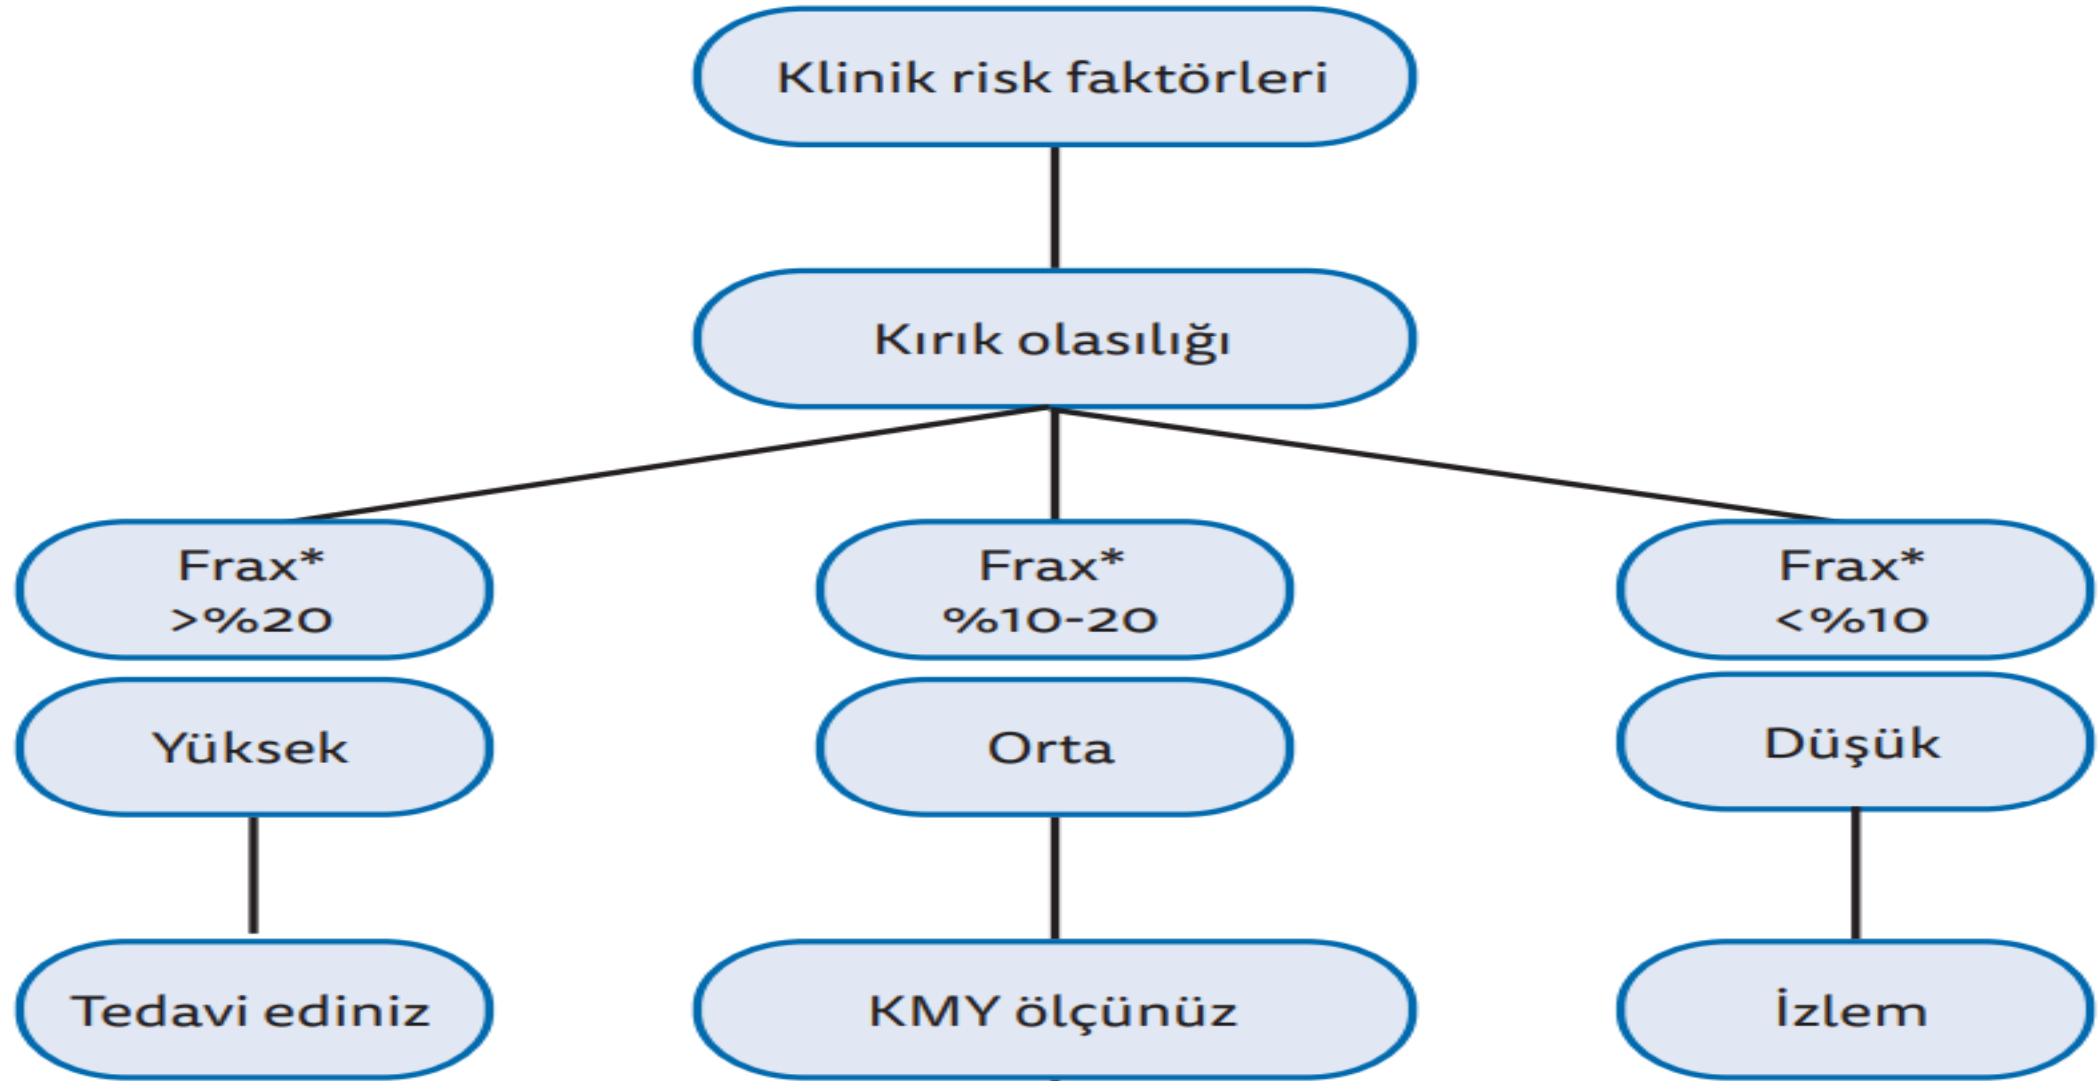 Klinik risk faktörleri
Kırık olasılığı
Frax*
>%20
Frax*
%10-20
Frax*
<%10
Yüksek
Orta
Düşük
Tedavi ediniz
KMY ölçünüz
İzlem